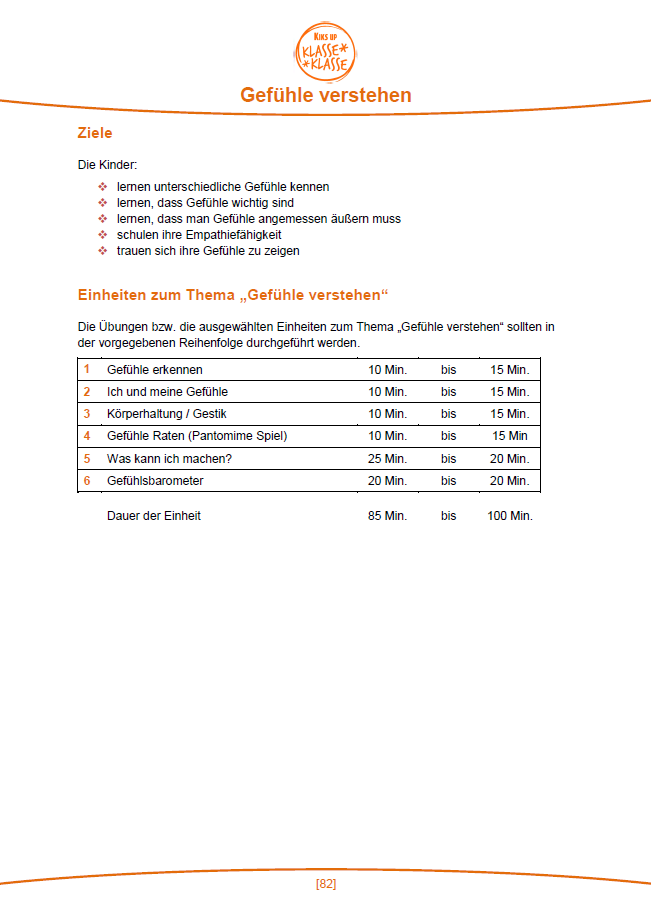 KIKS UP
KLASSE*
*KLASSE
Gefühle verstehen
Ziele
Die Kinder:
❖ lernen unterschiedliche Gefühle kennen
❖ lernen, dass Gefühle wichtig sind
❖ lernen, dass man Gefühle angemessen äußern muss
❖ schulen ihre Empathiefähigkeit
❖ trauen sich ihre Gefühle zu zeigen
Einheiten zum Thema „Gefühle verstehen“
Die Übungen bzw. die ausgewählten Einheiten zum Thema „Gefühle verstehen“ sollten in
der vorgegebenen Reihenfolge durchgeführt werden.
1 Gefühle erkennen 10 Min. bis 15 Min.
2 Ich und meine Gefühle 10 Min. bis 15 Min.
3 Körperhaltung / Gestik 10 Min. bis 15 Min.
4 Gefühle Raten (Pantomime Spiel) 10 Min. bis 15 Min
5 Was kann ich machen? 25 Min. bis 20 Min.
6 Gefühlsbarometer 20 Min. bis 20 Min.
Dauer der Einheit 85 Min. bis 100 Min.
[82]